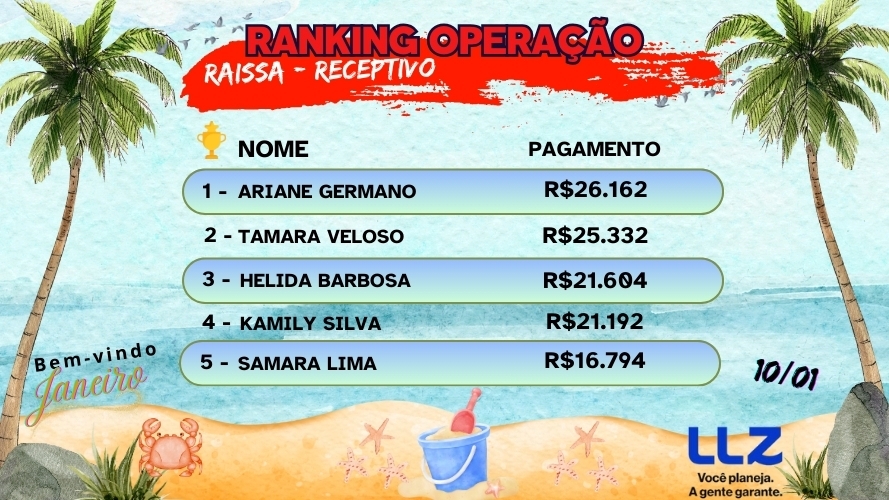 RANKING OPERAÇÃO
RAISSA - RECEPTIVO
NOME PAGAMENTO
1 - ARIANE GERMANO R$26.162
2 - TAMARA VELOSO R$25.332
3 - HELIDA BARBOSA R$21.604
4 - KAMILY SILVA R$21.192
5 - SAMARA LIMA R$16.794
Bem-vindo
Janeiro
10/01
LLZ
Você planeja.
A gente garante.